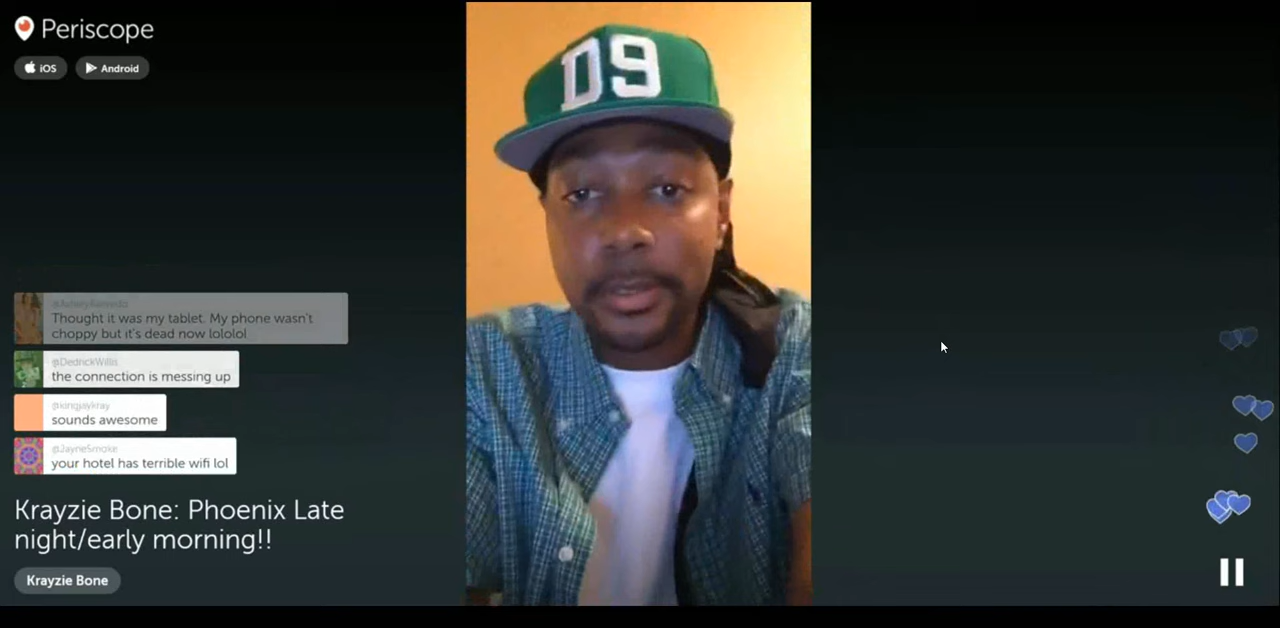 Periscope
iOS
Android
D9
Thought it was my tablet. My phone wasn't
choppy but it's dead now lololol
@DedrickWillis
the connection is messing up
@kingjaykray
sounds awesome
@JayneSmoke
your hotel has terrible wifi lol
Krayzie Bone: Phoenix Late
night/early morning!!
Krayzie Bone